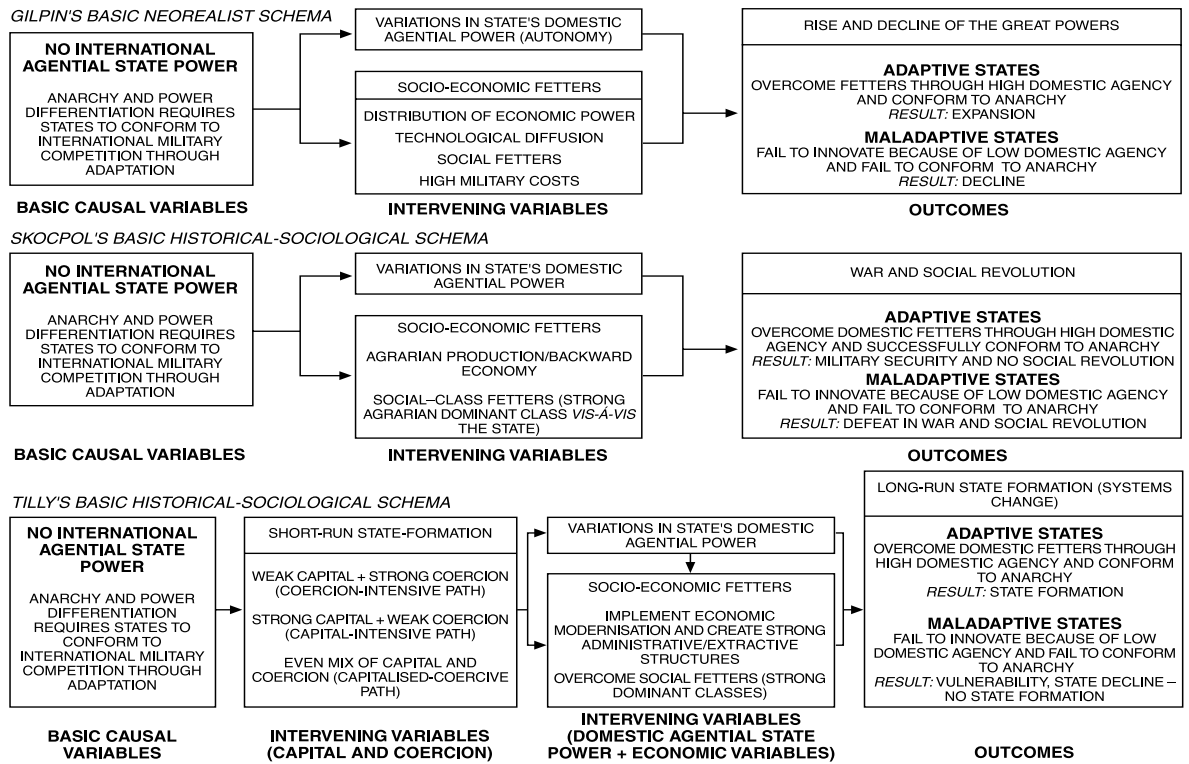 GILPIN'S BASIC NEOREALIST SCHEMA
NO INTERNATIONAL
AGENTIAL STATE POWER
ANARCHY AND POWER
DIFFERENTIATION REQUIRES
STATES TO CONFORM TO
INTERNATIONAL MILITARY
COMPETITION THROUGH
ADAPTATION
BASIC CAUSAL VARIABLES
VARIATIONS IN STATE'S DOMESTIC
AGENTIAL POWER (AUTONOMY)
SOCIO-ECONOMIC FETTERS
DISTRIBUTION OF ECONOMIC POWER
TECHNOLOGICAL DIFFUSION
SOCIAL FETTERS
HIGH MILITARY COSTS
INTERVENING VARIABLES
RISE AND DECLINE OF THE GREAT POWERS
ADAPTIVE STATES
OVERCOME FETTERS THROUGH HIGH DOMESTIC AGENCY
AND CONFORM TO ANARCHY
RESULT: EXPANSION
MALADAPTIVE STATES
FAIL TO INNOVATE BECAUSE OF LOW DOMESTIC AGENCY
AND FAIL TO CONFORM TO ANARCHY
RESULT: DECLINE
OUTCOMES
SKOCPOL'S BASIC HISTORICAL-SOCIOLOGICAL SCHEMA
NO INTERNATIONAL
AGENTIAL STATE POWER
ANARCHY AND POWER
DIFFERENTIATION REQUIRES
STATES TO CONFORM TO
INTERNATIONAL MILITARY
COMPETITION THROUGH
ADAPTATION
BASIC CAUSAL VARIABLES
VARIATIONS IN STATE'S DOMESTIC
AGENTIAL POWER
SOCIO-ECONOMIC FETTERS
AGRARIAN PRODUCTION/BACKWARD
ECONOMY
SOCIAL–CLASS FETTERS (STRONG
AGRARIAN DOMINANT CLASS VIS-Á-VIS
THE STATE)
INTERVENING VARIABLES
WAR AND SOCIAL REVOLUTION
ADAPTIVE STATES
OVERCOME DOMESTIC FETTERS THROUGH HIGH DOMESTIC
AGENCY AND SUCCESSFULLY CONFORM TO ANARCHY
RESULT: MILITARY SECURITY AND NO SOCIAL REVOLUTION
MALADAPTIVE STATES
FAIL TO INNOVATE BECAUSE OF LOW DOMESTIC AGENCY
AND FAIL TO CONFORM TO ANARCHY
RESULT: DEFEAT IN WAR AND SOCIAL REVOLUTION
OUTCOMES
TILLY'S BASIC HISTORICAL-SOCIOLOGICAL SCHEMA
NO INTERNATIONAL
AGENTIAL STATE
POWER
ANARCHY AND POWER
DIFFERENTIATION
REQUIRES STATES TO
CONFORM TO
INTERNATIONAL MILITARY
COMPETITION THROUGH
ADAPTATION
BASIC CAUSAL
VARIABLES
SHORT-RUN STATE-FORMATION
WEAK CAPITAL + STRONG COERCION
(COERCION-INTENSIVE PATH)
STRONG CAPITAL + WEAK COERCION
(CAPITAL-INTENSIVE PATH)
EVEN MIX OF CAPITAL AND
COERCION (CAPITALISED-COERCIVE
PATH)
INTERVENING VARIABLES
(CAPITAL AND COERCION)
VARIATIONS IN STATE'S DOMESTIC
AGENTIAL POWER
SOCIO-ECONOMIC FETTERS
IMPLEMENT ECONOMIC
MODERNISATION AND CREATE STRONG
ADMINISTRATIVE/EXTRACTIVE
STRUCTURES
OVERCOME SOCIAL FETTERS (STRONG
DOMINANT CLASSES)
INTERVENING VARIABLES
(DOMESTIC AGENTIAL STATE
POWER + ECONOMIC VARIABLES)
LONG-RUN STATE FORMATION (SYSTEMS
CHANGE)
ADAPTIVE STATES
OVERCOME DOMESTIC FETTERS THROUGH
HIGH DOMESTIC AGENCY AND CONFORM
TO ANARCHY
RESULT: STATE FORMATION
MALADAPTIVE STATES
FAIL TO INNOVATE BECAUSE OF LOW
DOMESTIC AGENCY AND FAIL TO CONFORM
TO ANARCHY
RESULT: VULNERABILITY, STATE DECLINE –
NO STATE FORMATION
OUTCOMES